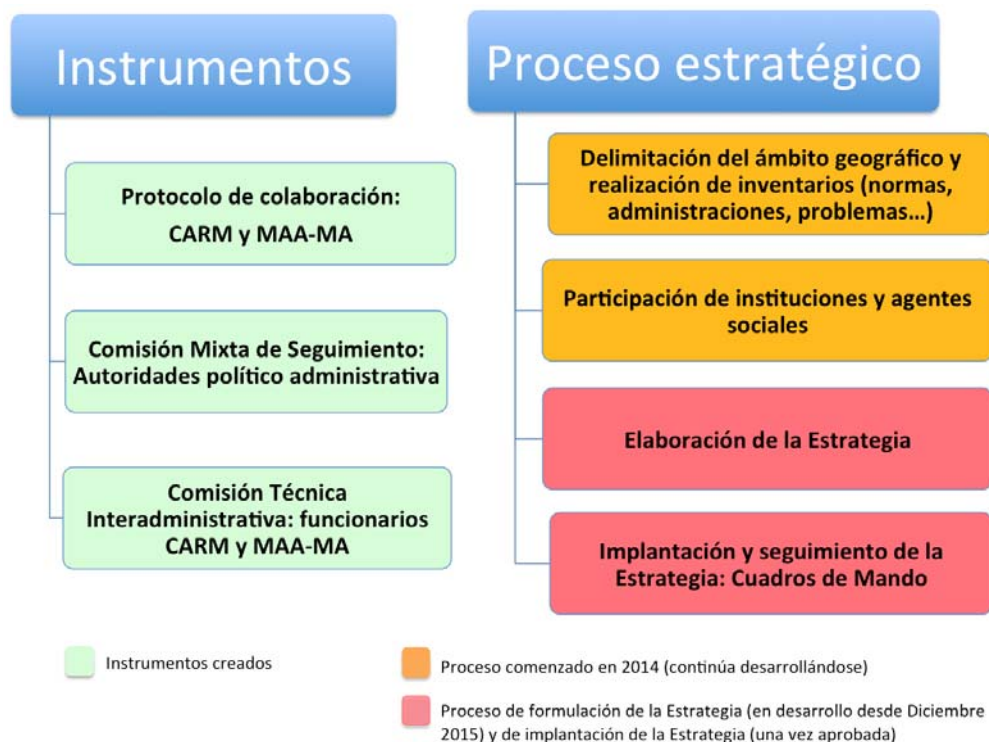 Instrumentos
Protocolo de colaboración:
CARM y MAA-MA
Comisión Mixta de Seguimiento:
Autoridades político administrativa
Comisión Técnica
Interadministrativa: funcionarios
CARM y MAA-MA
Proceso estratégico
Delimitación del ámbito geográfico y
realización de inventarios (normas,
administraciones, problemas...)
Participación de instituciones y agentes
sociales
Elaboración de la Estrategia
Implantación y seguimiento de la
Estrategia: Cuadros de Mando
Instrumentos creados
Proceso comenzado en 2014 (continúa desarrollándose)
Proceso de formulación de la Estrategia (en desarrollo desde Diciembre
2015) y de implantación de la Estrategia (una vez aprobada)